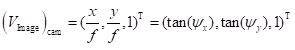 (V_image)_cam = (x/f, y/f, 1)^T = (tan(ψ_x), tan(ψ_y), 1)^T